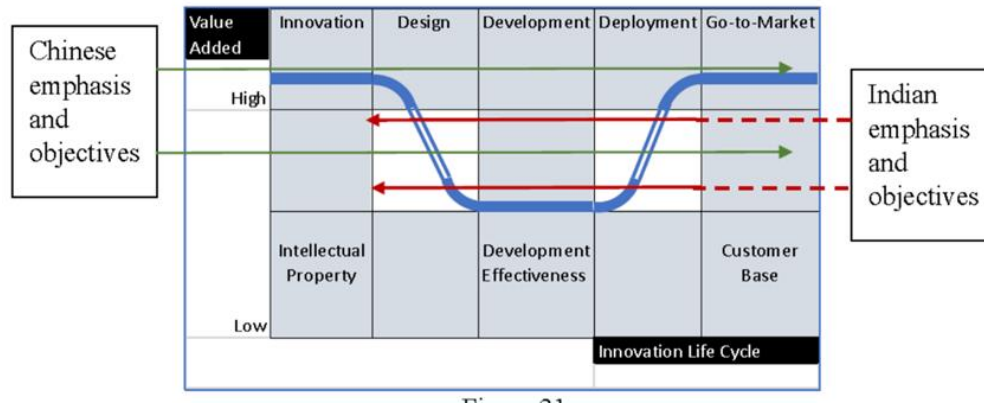 Value Added
Innovation
Design
Development
Deployment
Go-to-Market
Chinese
emphasis
and
objectives
High
Indian
emphasis
and
objectives
Intellectual
Property
Development
Effectiveness
Customer
Base
Low
Innovation Life Cycle